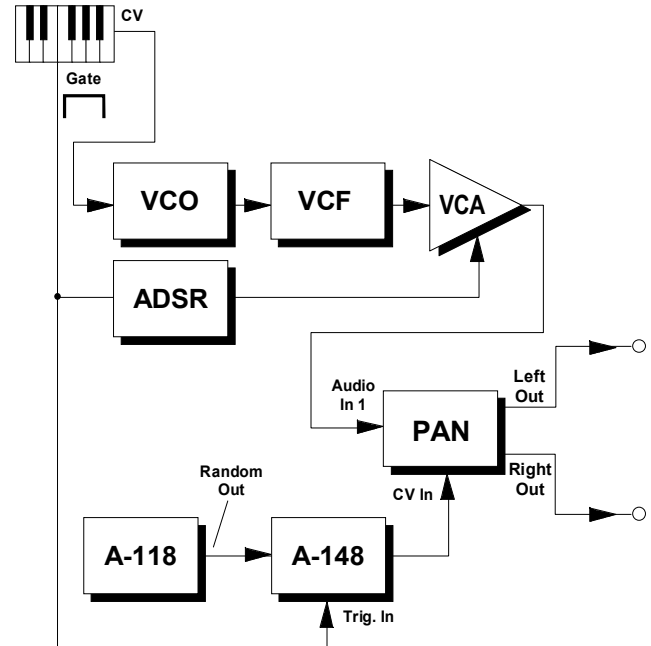 CV
Gate
VCO
VCF
VCA
ADSR
Audio
In 1
PAN
Left
Out
Right
Out
CV In
Random
Out
A-118
A-148
Trig. In